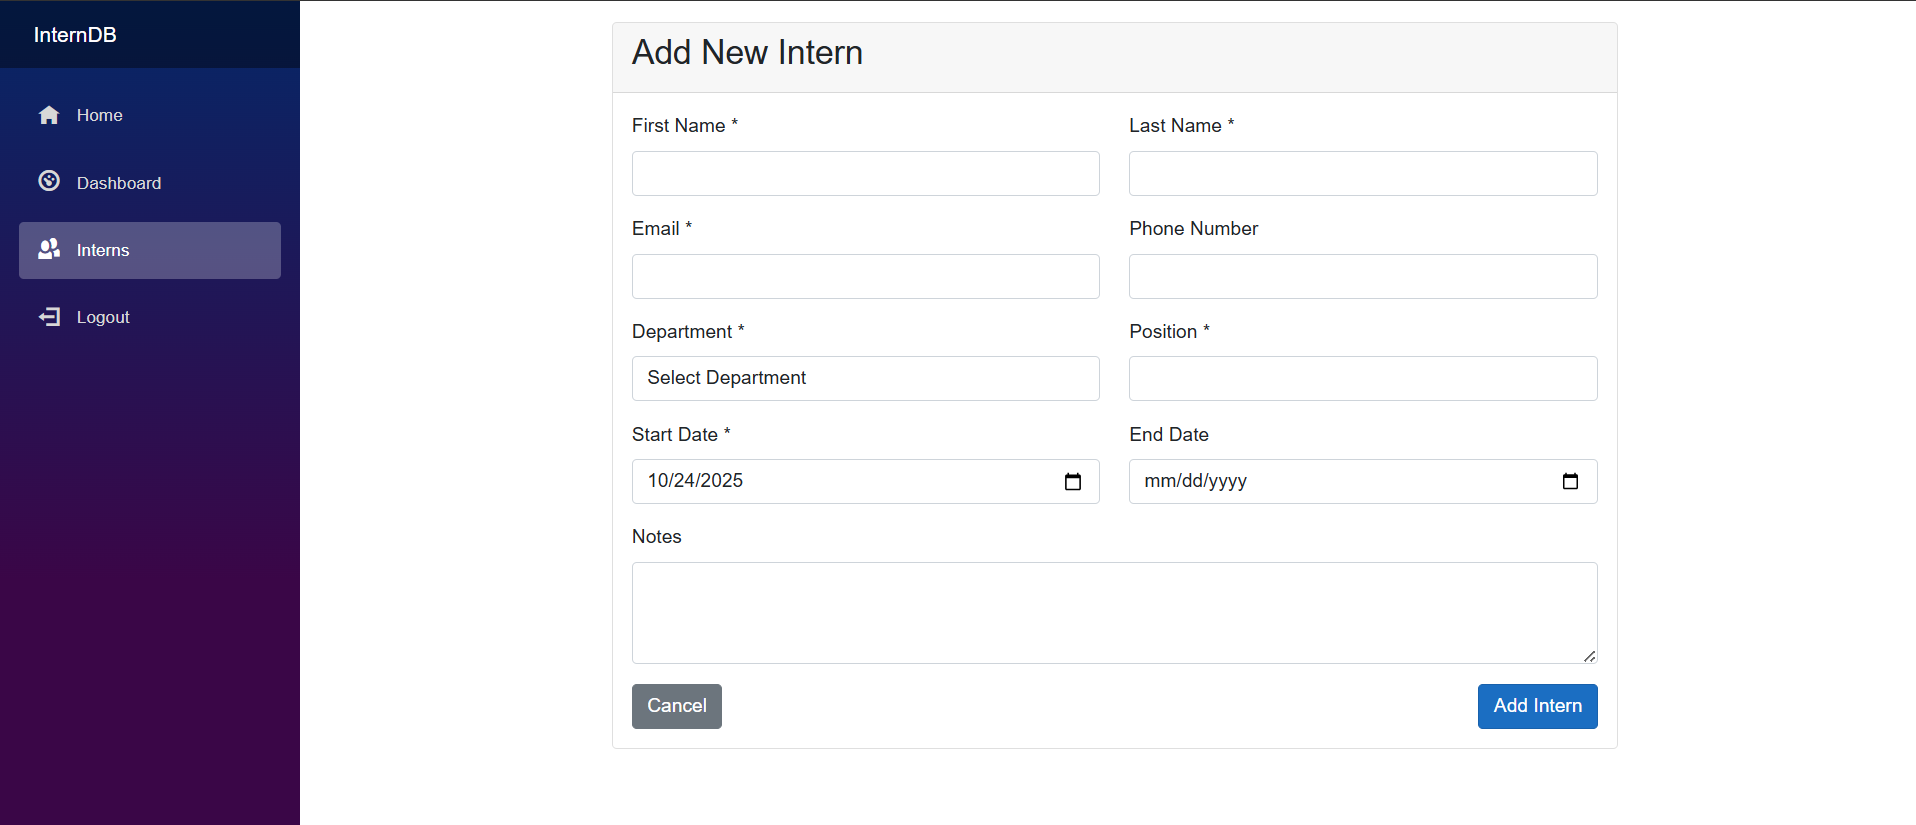 InternDB
Home
Dashboard
Interns
Logout
Add New Intern
First Name *
Last Name *
Email *
Phone Number
Department *
Position *
Select Department
Start Date *
End Date
10/24/2025
mm/dd/yyyy
Notes
Cancel
Add Intern